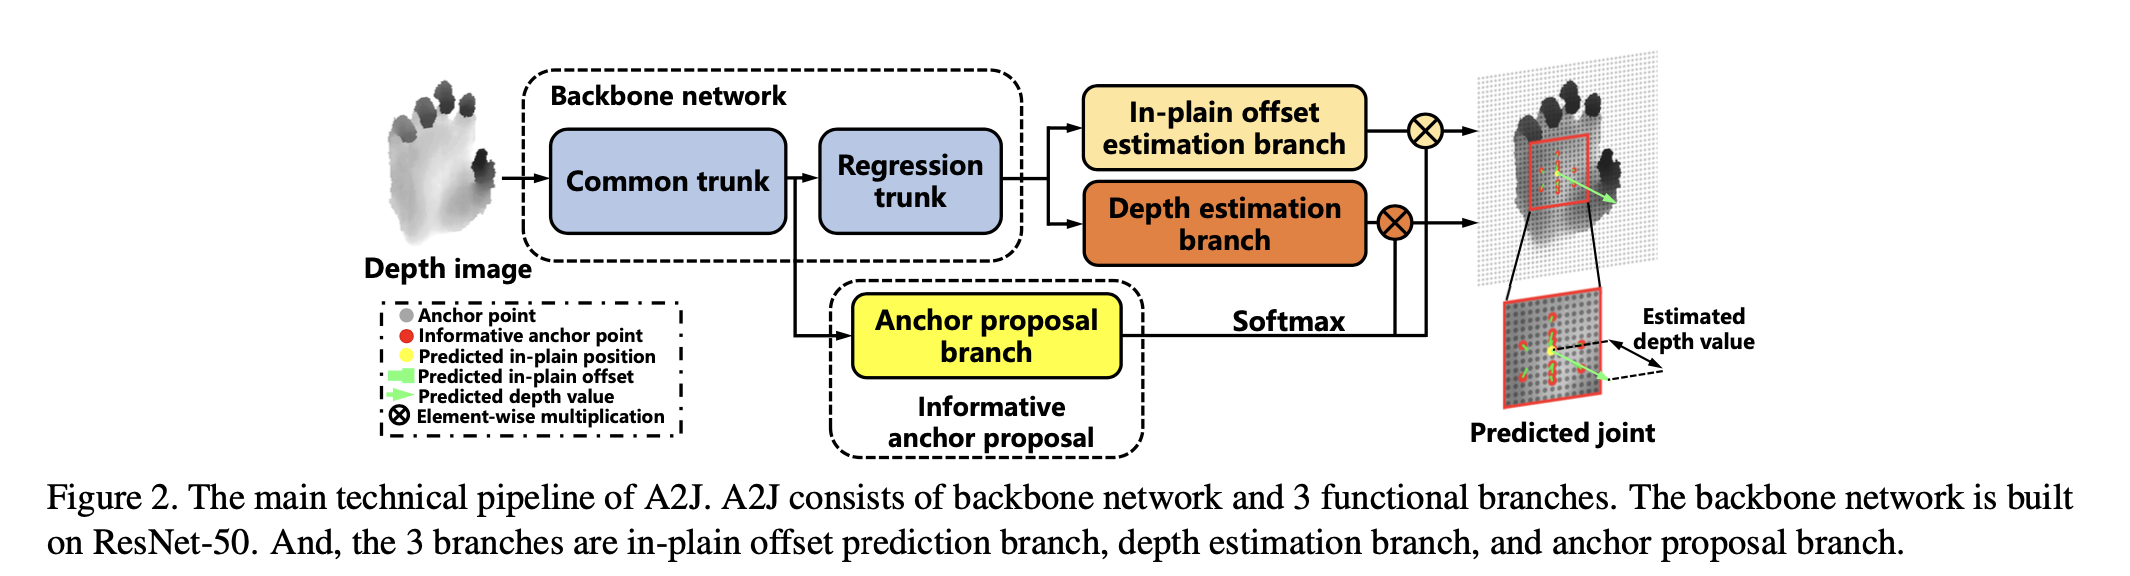 Backbone network
Common trunk
Regression
trunk
In-plain offset
estimation branch
Depth estimation
branch
Depth image
Anchor proposal
branch
Softmax
Informative
anchor proposal
Anchor point
Informative anchor point
Predicted in-plain position
Predicted in-plain offset
Predicted depth value
Element-wise multiplication
Estimated
depth value
Predicted joint
Figure 2. The main technical pipeline of A2J. A2J consists of backbone network and 3 functional branches. The backbone network is built
on ResNet-50. And, the 3 branches are in-plain offset prediction branch, depth estimation branch, and anchor proposal branch.